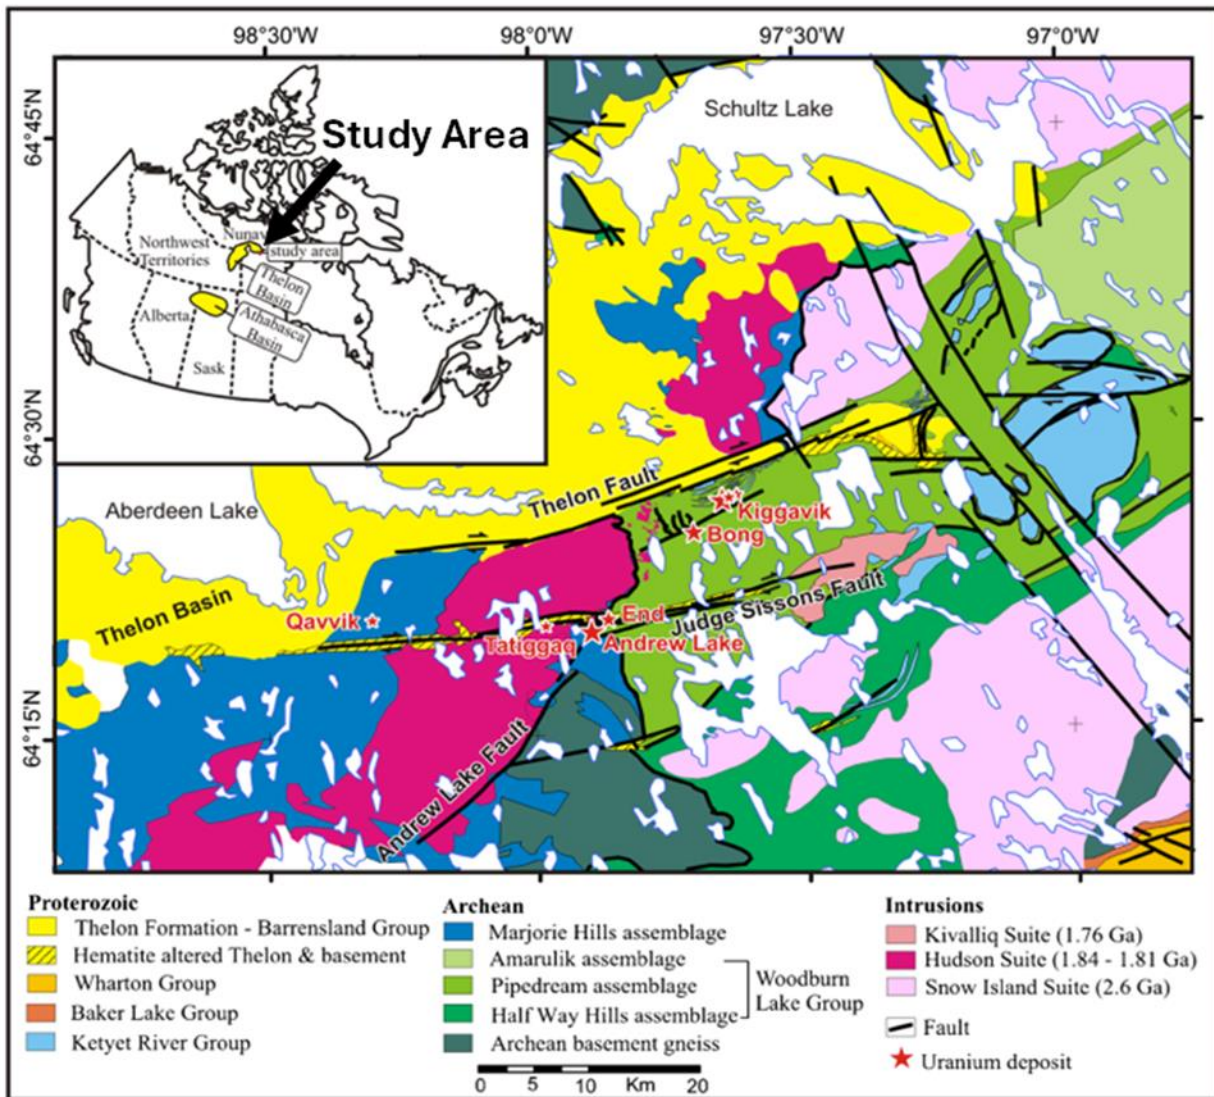 98°30'W 98°0'W 97°30'W 97°0'W
64°45'N
64°30'N
64°15'N
Study Area
Nunav
Northwest
Territories
study area
Thelon
Basin
Alberta
Athabasca
Basin
Sask
Schultz Lake
Aberdeen Lake
Thelon Fault
Kiggavik
Bong
Thelon Basin
Qavvik
End
Judge Sissons Fault
Tatiggaq
Andrew Lake
Andrew Lake Fault
Proterozoic
Thelon Formation - Barrensland Group
Hematite altered Thelon & basement
Wharton Group
Baker Lake Group
Ketyet River Group
Archean
Marjorie Hills assemblage
Amarulik assemblage
Pipedream assemblage
Half Way Hills assemblage
Woodburn
Lake Group
Archean basement gneiss
0 5 10 Km 20
Intrusions
Kivalliq Suite (1.76 Ga)
Hudson Suite (1.84 - 1.81 Ga)
Snow Island Suite (2.6 Ga)
Fault
Uranium deposit